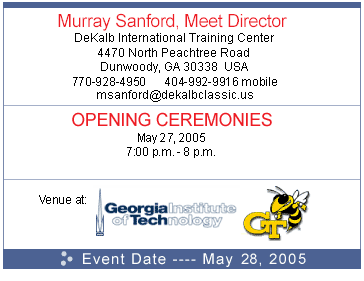 Murray Sanford, Meet Director
DeKalb International Training Center
4470 North Peachtree Road
Dunwoody, GA 30338 USA
770-928-4950 404-992-9916 mobile
msanford@dekalbclassic.us
OPENING CEREMONIES
May 27, 2005
7:00 p.m. - 8 p.m.
Venue at:
Georgia Institute
of Technology
GT
Event Date ---- May 28, 2005